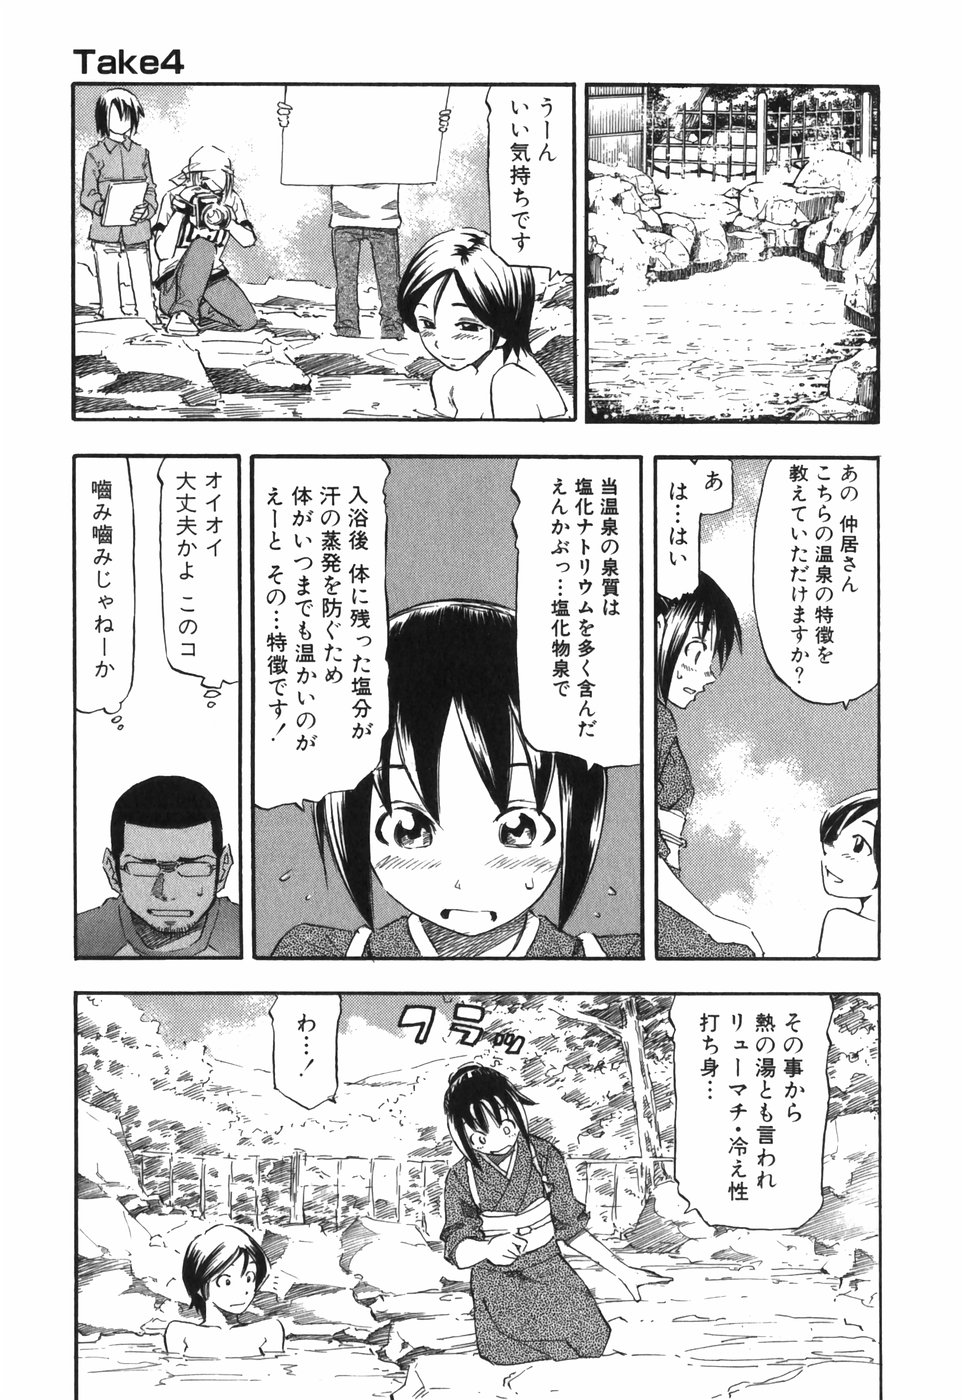 Take4
うーん
いい気持ちです
あの 仲居さん
こちらの温泉の特徴を
教えていただけますか?
あ
は…はい
当温泉の泉質は
塩化ナトリウムを多く含んだ
えんかぶっ…塩化物泉で
入浴後 体に残った塩分が
汗の蒸発を防ぐため
体がいつまでも温かいのが
えーと その…特徴です!
オイオイ
大丈夫かよ このコ
噛み噛みじゃねーか
その事から
熱の湯とも言われ
リューマチ・冷え性
打ち身…
クラッ
わ…!